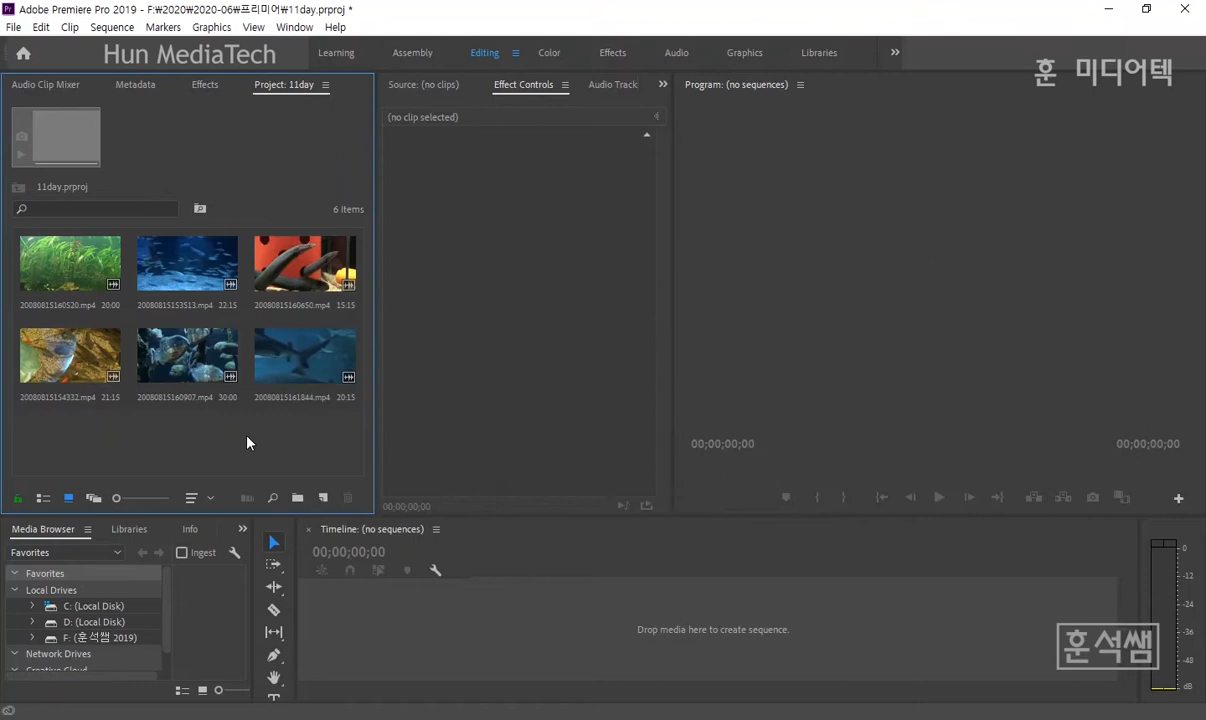 Adobe Premiere Pro 2019 - F:₩2020₩2020-06₩프리미어₩11day.prproj *
File Edit Clip Sequence Markers Graphics View Window Help
Hun MediaTech
Learning Assembly Editing Color Effects Audio Graphics Libraries
훈 미디어텍
Audio Clip Mixer Metadata Effects Project: 11day
Source: (no clips) Effect Controls Audio Track
Program: (no sequences)
(no clip selected)
11day.prproj
6 Items
20080815160520.mp4 20:00
20080815153513.mp4 22:15
20080815160650.mp4 15:15
20080815154332.mp4 21:15
20080815160907.mp4 30:00
20080815161844.mp4 20:15
00;00;00;00
00;00;00;00
00;00;00;00
Media Browser Libraries Info
Favorites
Ingest
Favorites
Local Drives
C: (Local Disk)
D: (Local Disk)
F: (훈석쌤 2019)
Network Drives
Creative Cloud
Timeline: (no sequences)
00;00;00;00
Drop media here to create sequence.
0
-12
-24
-36
-48
dB
훈석쌤